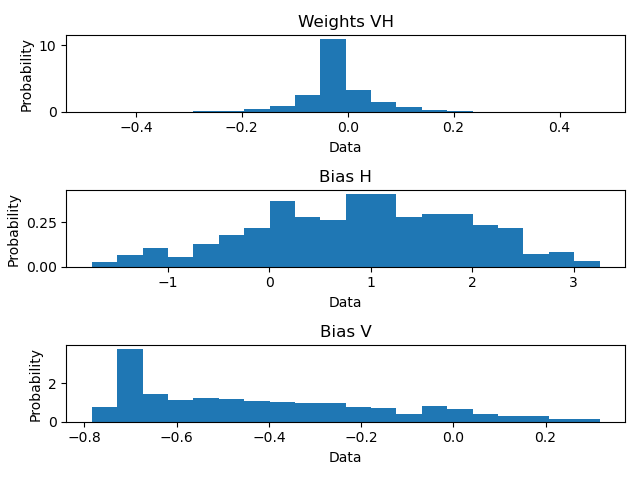 Weights VH
10
0
Probability
−0.4 −0.2 0.0 0.2 0.4
Data
Bias H
0.25
0.00
Probability
−1 0 1 2 3
Data
Bias V
2
0
Probability
−0.8 −0.6 −0.4 −0.2 0.0 0.2
Data